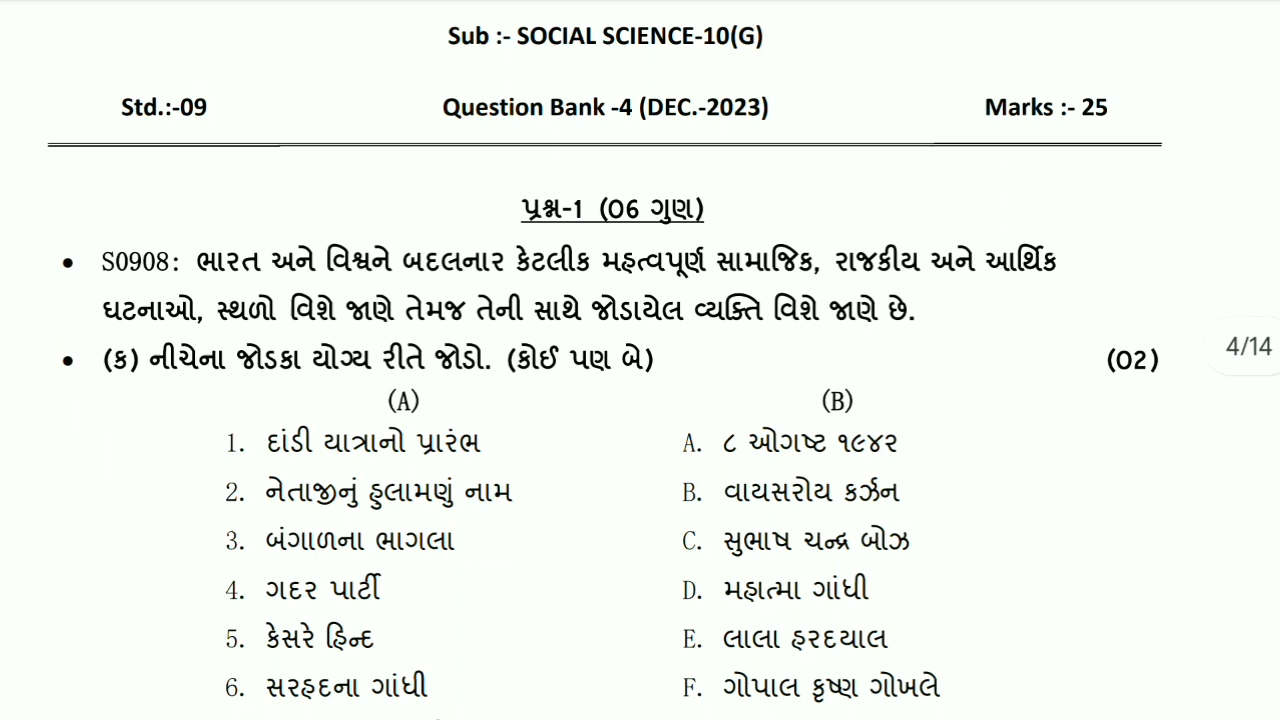 Sub :- SOCIAL SCIENCE-10(G)
Std.:-09 Question Bank -4 (DEC.-2023) Marks :- 25
પ્રશ્ન-1 (06 ગુણ)
• S0908: ભારત અને વિશ્વને બદલનાર કેટલીક મહત્વપૂર્ણ સામાજિક, રાજકીય અને આર્થિક
ઘટનાઓ, સ્થળો વિશે જાણે તેમજ તેની સાથે જોડાયેલ વ્યક્તિ વિશે જાણે છે.
• (ક) નીચેના જોડકા યોગ્ય રીતે જોડો. (કોઈ પણ બે) (02)
4/14
(A) (B)
1. દાંડી યાત્રાનો પ્રારંભ A. ૮ ઓગષ્ટ ૧૯૪૨
2. નેતાજીનું હુલામણું નામ B. વાયસરોય કર્ઝન
3. બંગાળના ભાગલા C. સુભાષ ચન્દ્ર બોઝ
4. ગદર પાર્ટી D. મહાત્મા ગાંધી
5. કેસરે હિન્દ E. લાલા હરદયાલ
6. સરહદના ગાંધી F. ગોપાલ કૃષ્ણ ગોખલે